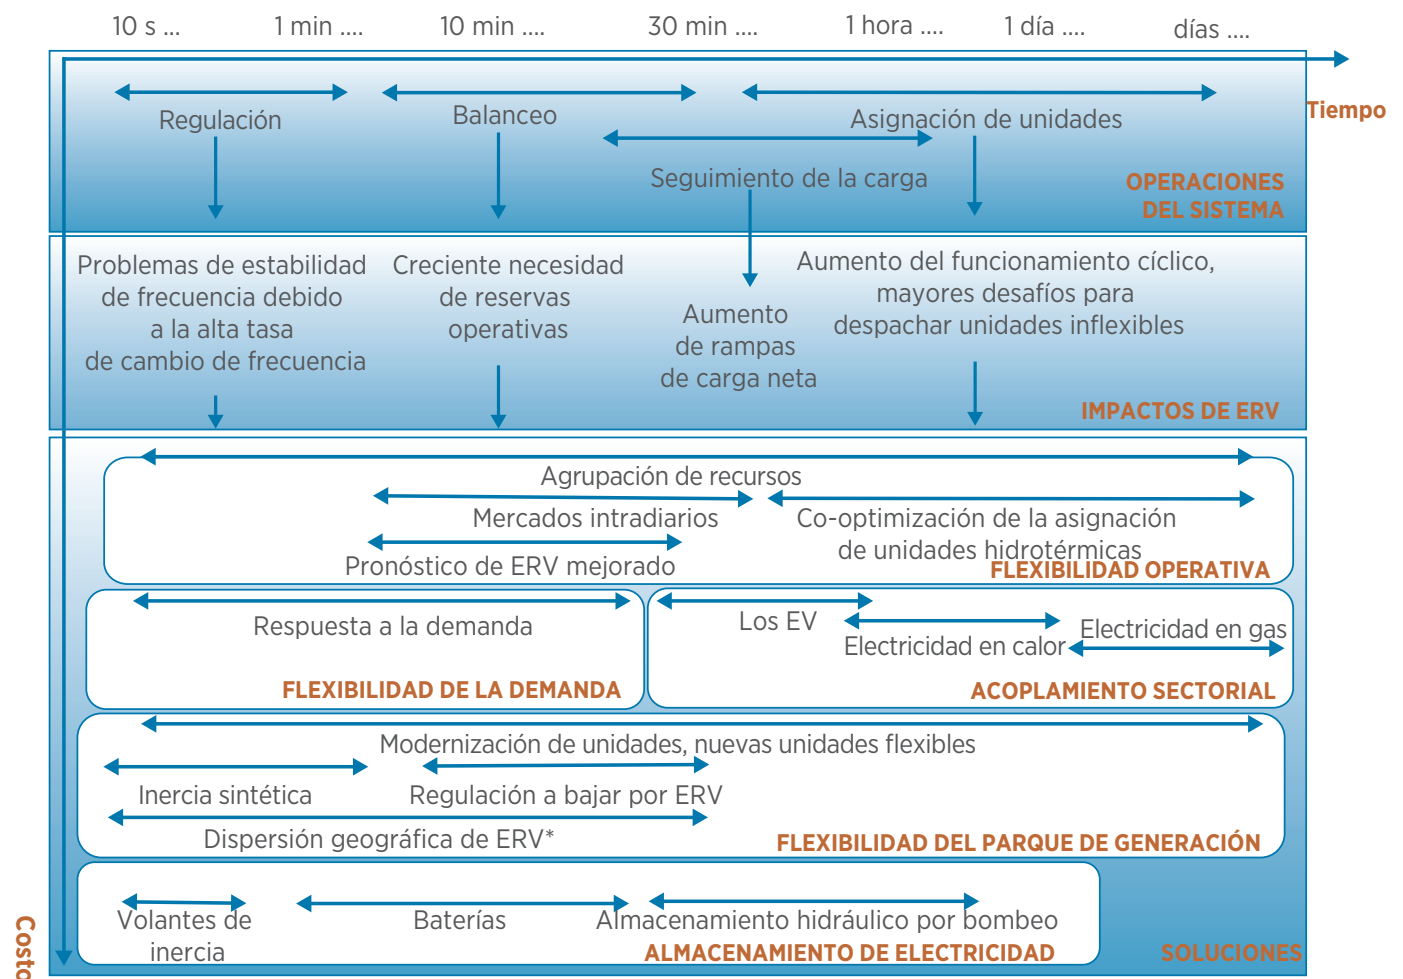 10 s ... 1 min .... 10 min .... 30 min .... 1 hora .... 1 día .... días ....
Tiempo
Regulación
Balanceo
Asignación de unidades
Seguimiento de la carga
OPERACIONES
DEL SISTEMA
Problemas de estabilidad
de frecuencia debido
a la alta tasa
de cambio de frecuencia
Creciente necesidad
de reservas
operativas
Aumento
de rampas
de carga neta
Aumento del funcionamiento cíclico,
mayores desafíos para
despachar unidades inflexibles
IMPACTOS DE ERV
Agrupación de recursos
Mercados intradiarios
Co-optimización de la asignación
de unidades hidrotérmicas
Pronóstico de ERV mejorado
FLEXIBILIDAD OPERATIVA
Respuesta a la demanda
FLEXIBILIDAD DE LA DEMANDA
Los EV
Electricidad en calor
Electricidad en gas
ACOPLAMIENTO SECTORIAL
Modernización de unidades, nuevas unidades flexibles
Inercia sintética
Regulación a bajar por ERV
Dispersión geográfica de ERV*
FLEXIBILIDAD DEL PARQUE DE GENERACIÓN
Volantes de
inercia
Baterías
Almacenamiento hidráulico por bombeo
ALMACENAMIENTO DE ELECTRICIDAD
SOLUCIONES
Costo